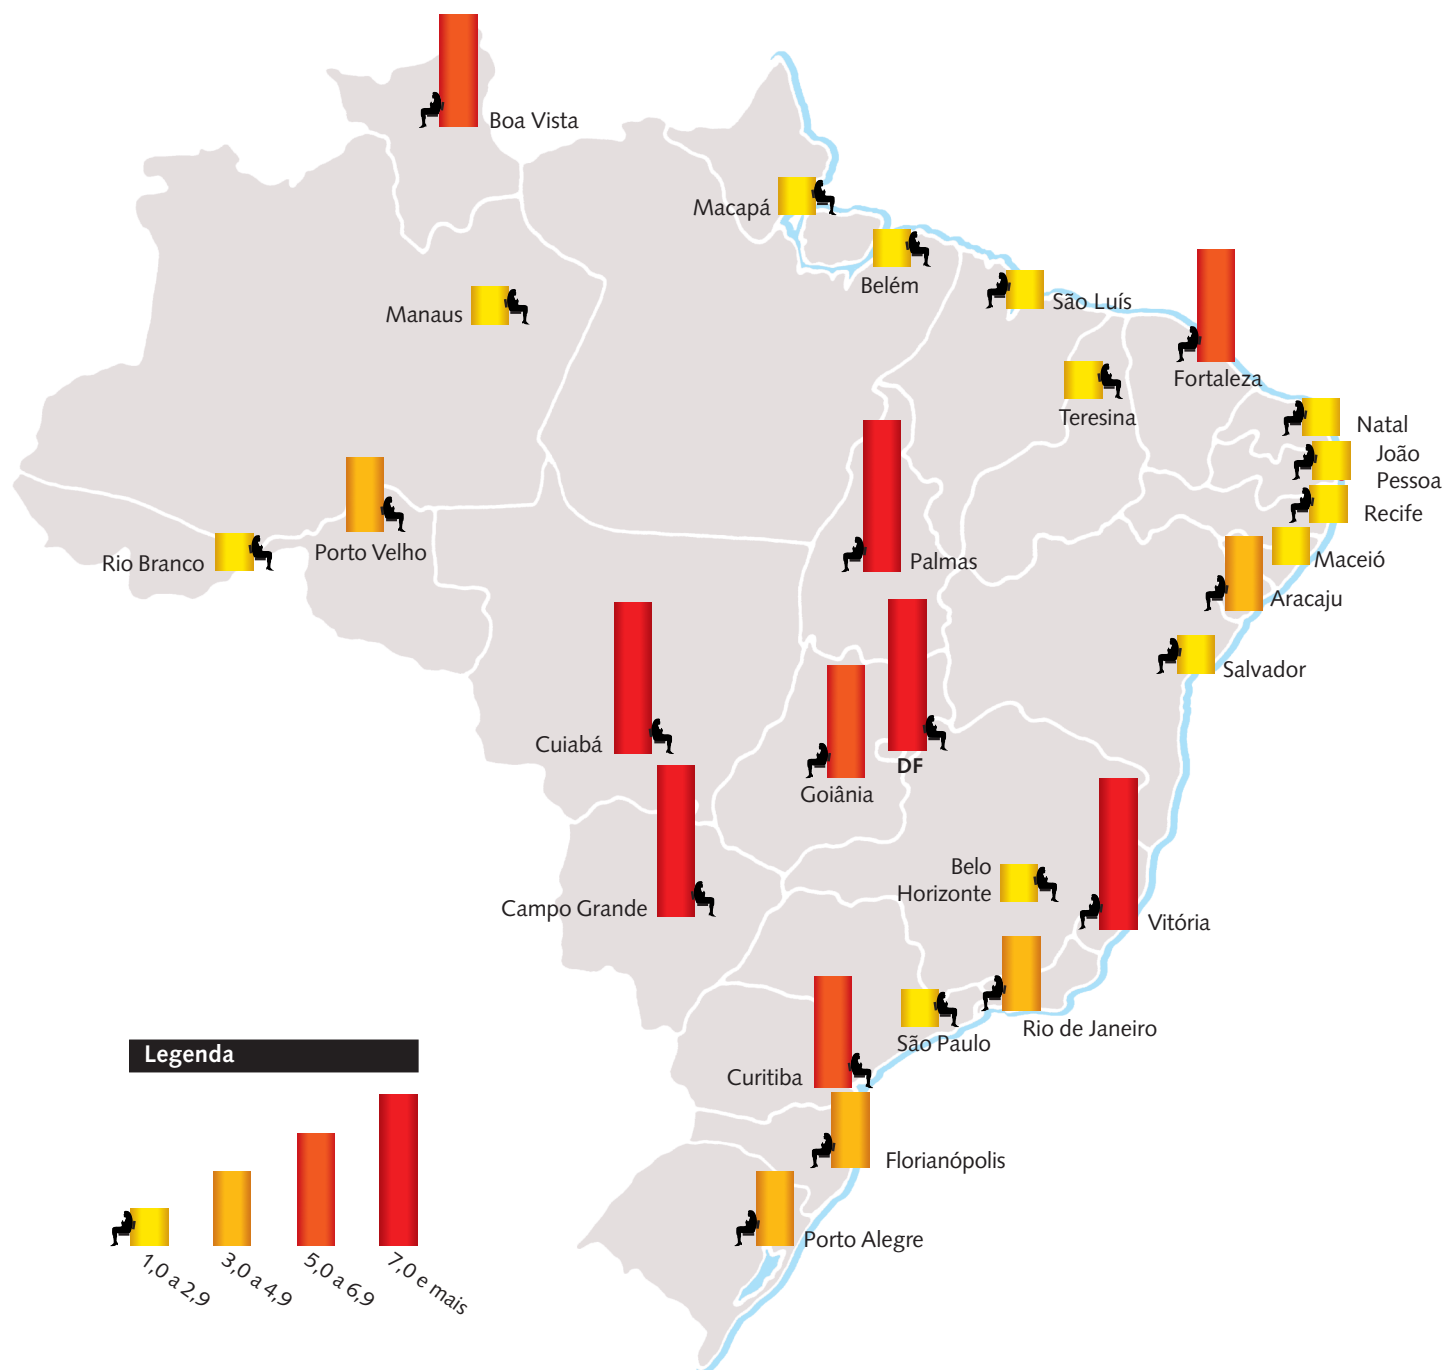 Boa Vista
Macapá
Belém
São Luís
Manaus
Fortaleza
Teresina
Natal
João
Pessoa
Recife
Porto Velho
Rio Branco
Palmas
Maceió
Aracaju
Salvador
Cuiabá
DF
Goiânia
Belo
Horizonte
Campo Grande
Vitória
Rio de Janeiro
São Paulo
Curitiba
Florianópolis
Porto Alegre
Legenda
1,0 a 2,9
3,0 a 4,9
5,0 a 6,9
7,0 e mais